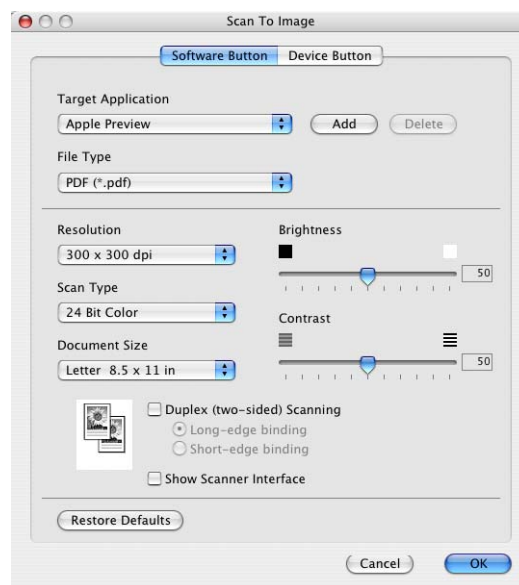 Scan To Image
Software Button Device Button
Target Application
Apple Preview Add Delete
File Type
PDF (*.pdf)
Resolution Brightness
300 x 300 dpi
50
Scan Type
24 Bit Color
Contrast
Document Size
Letter 8.5 x 11 in 50
Duplex (two-sided) Scanning
Long-edge binding
Short-edge binding
Show Scanner Interface
Restore Defaults
Cancel OK